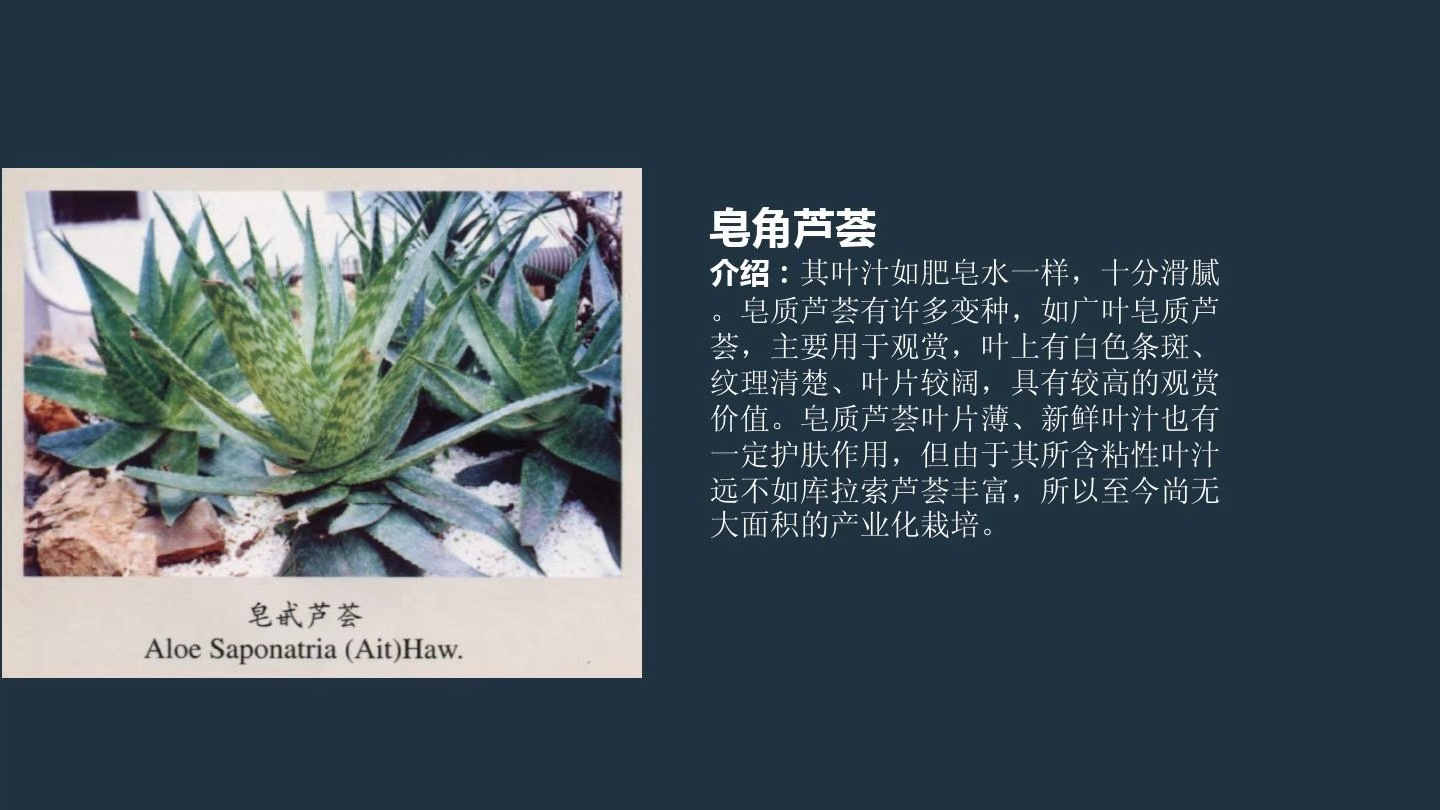 皂角芦荟
介绍：其叶汁如肥皂水一样，十分滑腻
。皂质芦荟有许多变种，如广叶皂质芦
荟，主要用于观赏，叶上有白色条斑、
纹理清楚、叶片较阔，具有较高的观赏
价值。皂质芦荟叶片薄、新鲜叶汁也有
一定护肤作用，但由于其所含粘性叶汁
远不如库拉索芦荟丰富，所以至今尚无
大面积的产业化栽培。
皂甙芦荟
Aloe Saponatria (Ait)Haw.